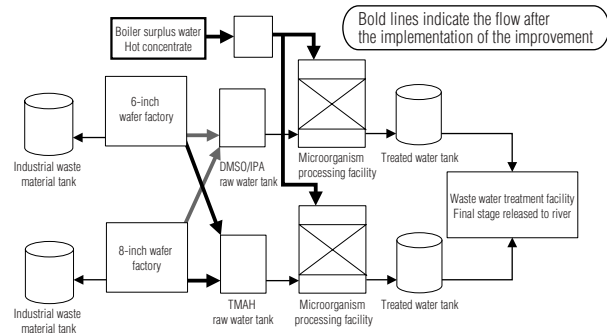 Boiler surplus water
Hot concentrate
Bold lines indicate the flow after
the implementation of the improvement
6-inch
wafer factory
Industrial waste
material tank
DMSO/IPA
raw water tank
Microorganism
processing facility
Treated water tank
Waste water treatment facility
Final stage released to river
8-inch wafer
factory
Industrial waste
material tank
TMAH
raw water tank
Microorganism
processing facility
Treated water tank